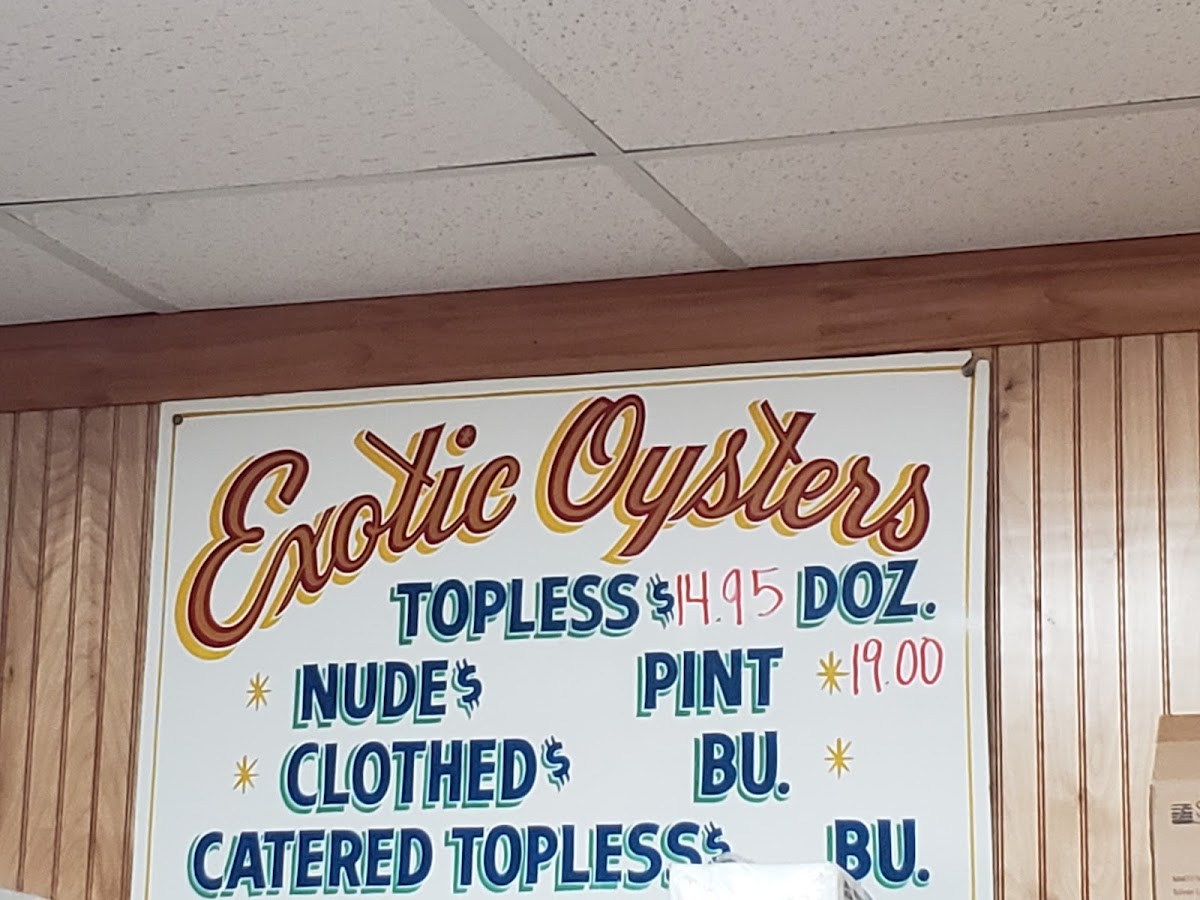 Exotic Oysters
TOPLESS $14.95 DOZ.
NUDE $ PINT 19.00
CLOTHED $ BU.
CATERED TOPLESS $ BU.